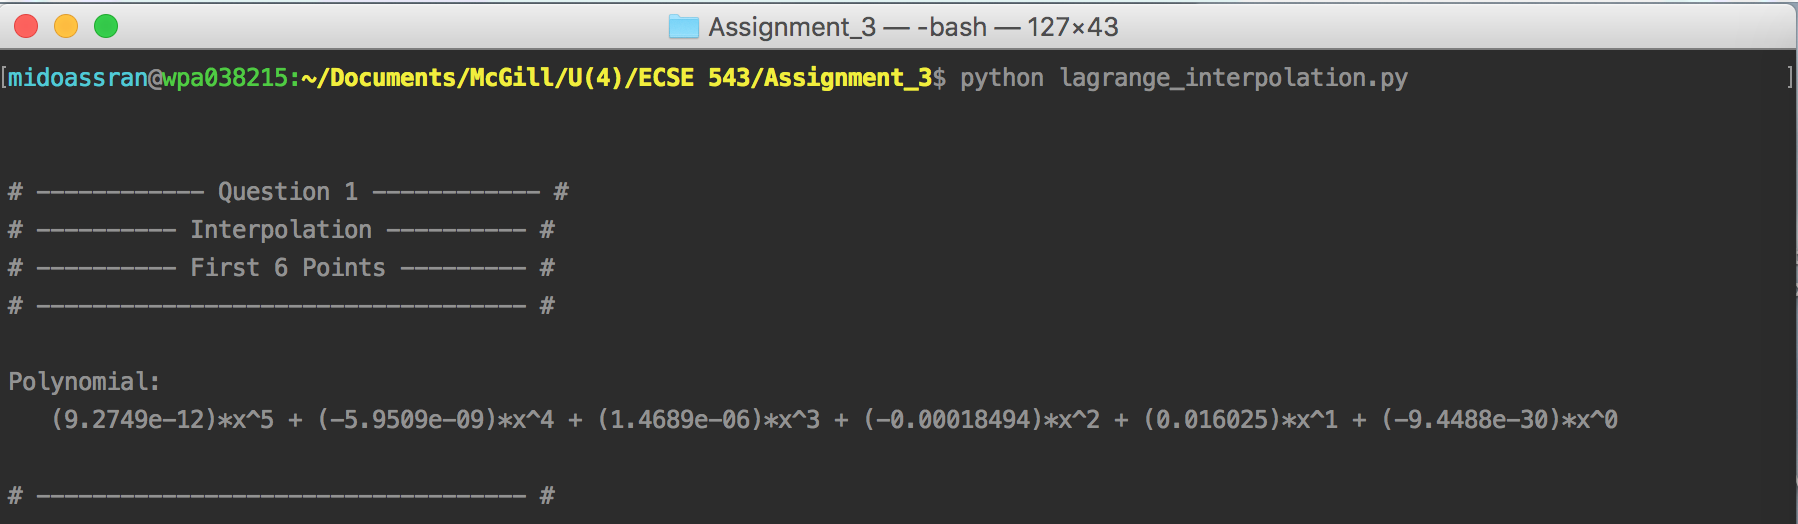 Assignment_3 — -bash — 127×43
[midoassran@wpa038215:~/Documents/McGill/U(4)/ECSE 543/Assignment_3$ python lagrange_interpolation.py ]
# ------------ Question 1 ------------ #
# ---------- Interpolation ---------- #
# ---------- First 6 Points --------- #
# ----------------------------------- #
Polynomial:
(9.2749e-12)*x^5 + (-5.9509e-09)*x^4 + (1.4689e-06)*x^3 + (-0.00018494)*x^2 + (0.016025)*x^1 + (-9.4488e-30)*x^0
# ----------------------------------- #